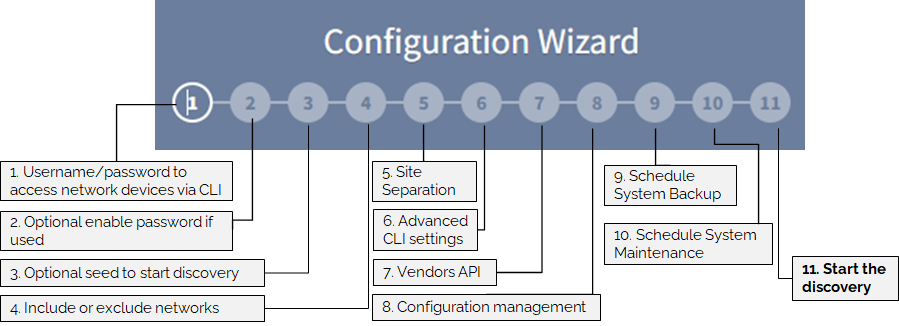 Configuration Wizard
1 2 3 4 5 6 7 8 9 10 11
1. Username/password to
access network devices via CLI
2. Optional enable password if
used
3. Optional seed to start discovery
4. Include or exclude networks
5. Site
Separation
6. Advanced
CLI settings
7. Vendors API
8. Configuration management
9. Schedule
System Backup
10. Schedule System
Maintenance
11. Start the
discovery